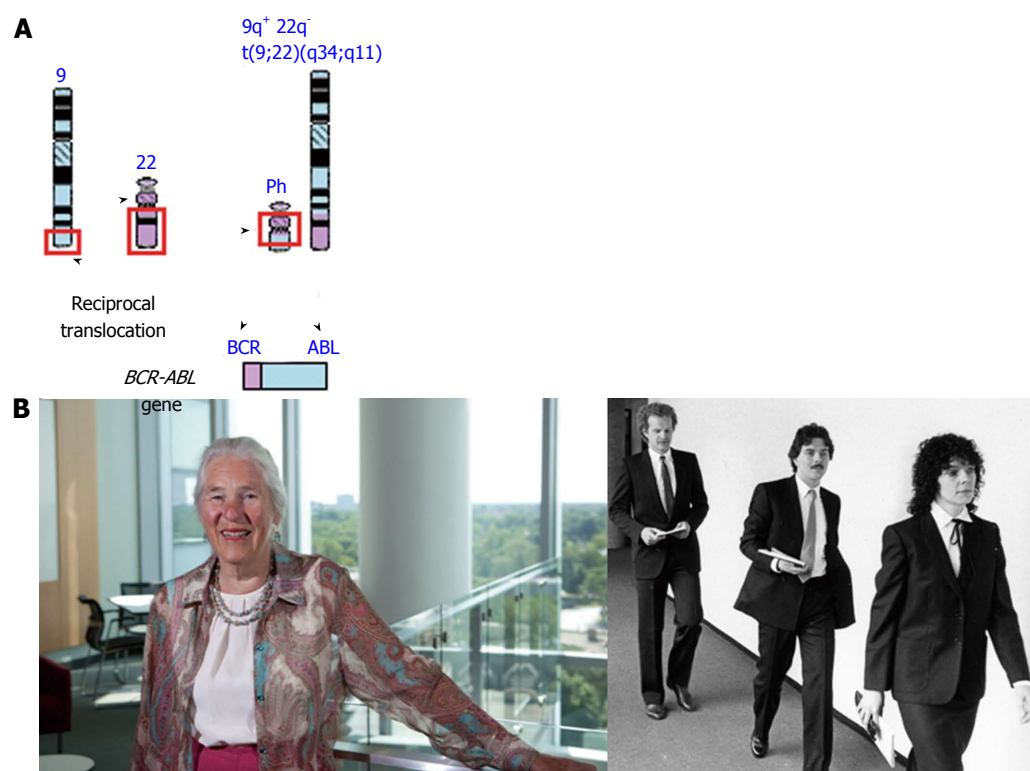 A
9q⁺ 22q⁻
t(9;22)(q34;q11)
9
22
Ph
Reciprocal
translocation
BCR ABL
BCR-ABL
gene
B